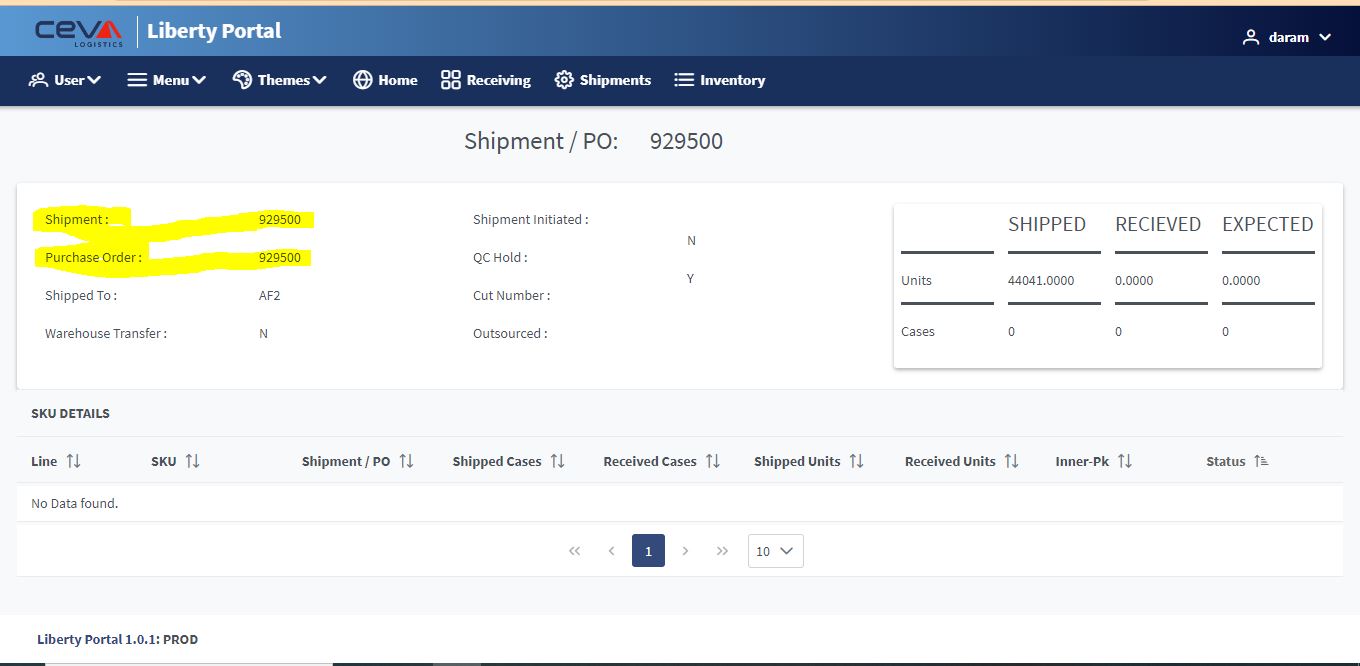 CEVA LOGISTICS Liberty Portal
daram
User Menu Themes Home Receiving Shipments Inventory
Shipment / PO: 929500
Shipment : 929500
Purchase Order : 929500
Shipped To : AF2
Warehouse Transfer : N
Shipment Initiated :
N
QC Hold :
Y
Cut Number :
Outsourced :
SHIPPED RECIEVED EXPECTED
Units 44041.0000 0.0000 0.0000
Cases 0 0 0
SKU DETAILS
Line SKU Shipment / PO Shipped Cases Received Cases Shipped Units Received Units Inner-Pk Status
No Data found.
1 10
Liberty Portal 1.0.1: PROD